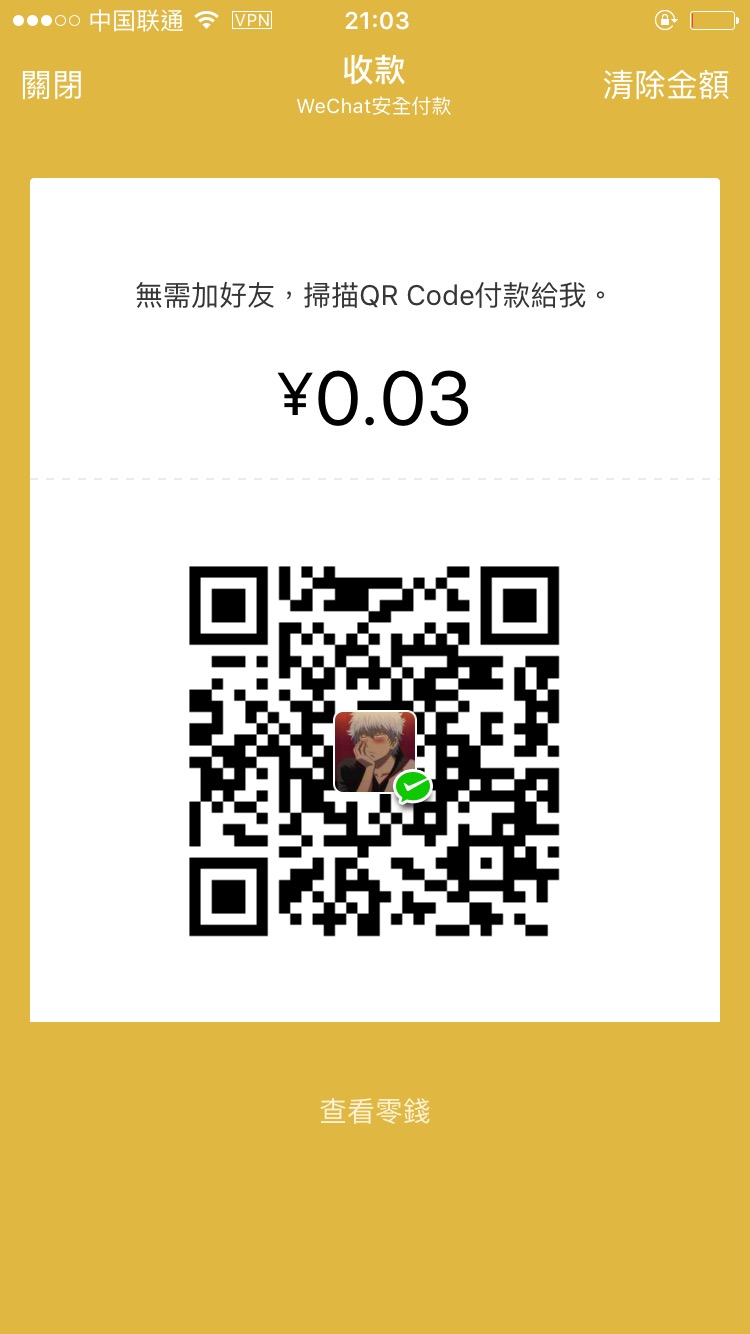 中国联通 VPN 21:03
關閉 收款 清除金額
WeChat安全付款
無需加好友，掃描QR Code付款給我。
¥0.03
查看零錢